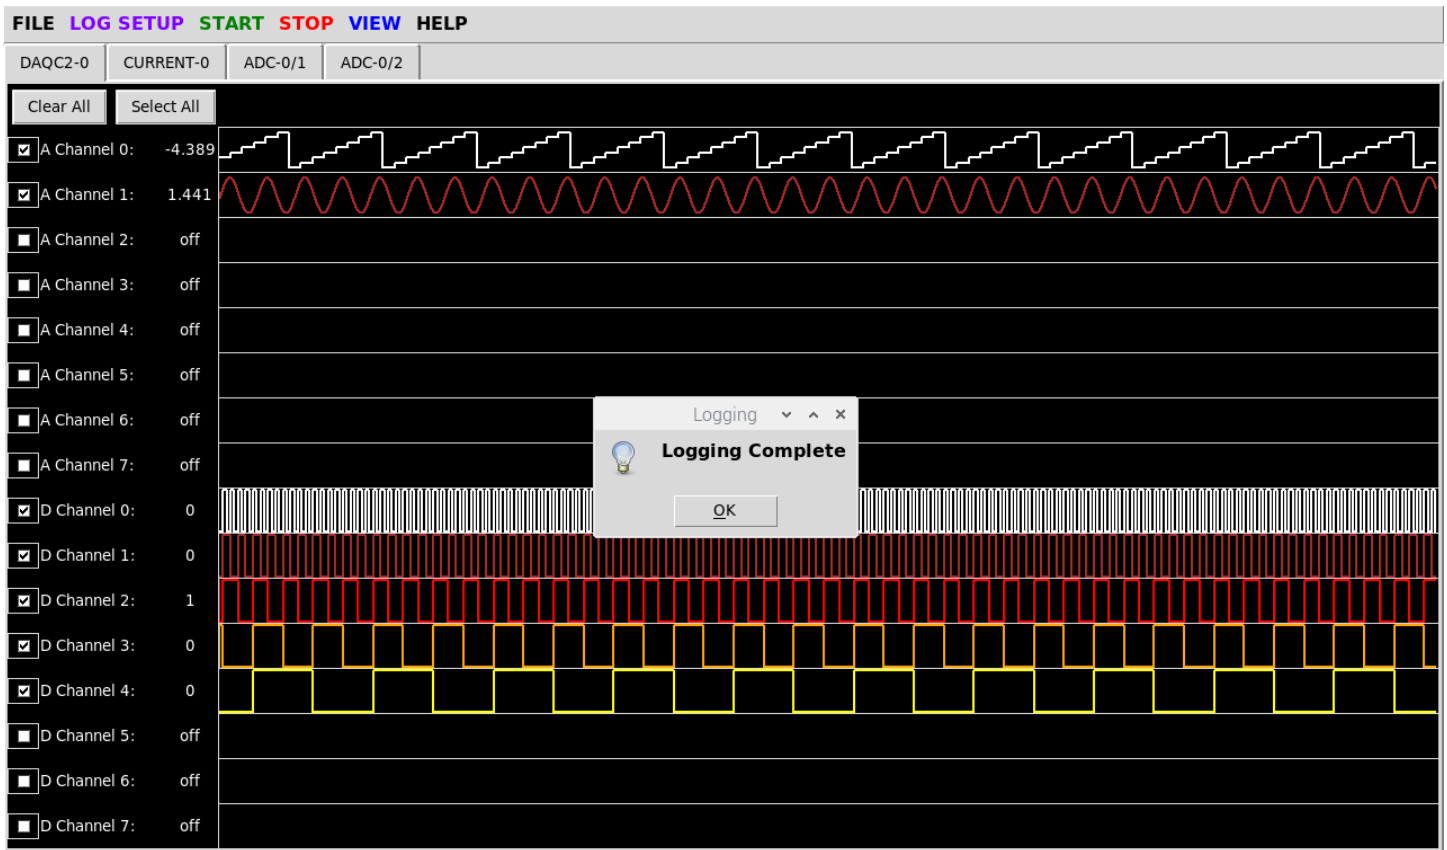 FILE LOG SETUP START STOP VIEW HELP
DAQC2-0 CURRENT-0 ADC-0/1 ADC-0/2
Clear All Select All
A Channel 0: -4.389
A Channel 1: 1.441
A Channel 2: off
A Channel 3: off
A Channel 4: off
A Channel 5: off
A Channel 6: off
A Channel 7: off
Logging
Logging Complete
OK
D Channel 0: 0
D Channel 1: 0
D Channel 2: 1
D Channel 3: 0
D Channel 4: 0
D Channel 5: off
D Channel 6: off
D Channel 7: off